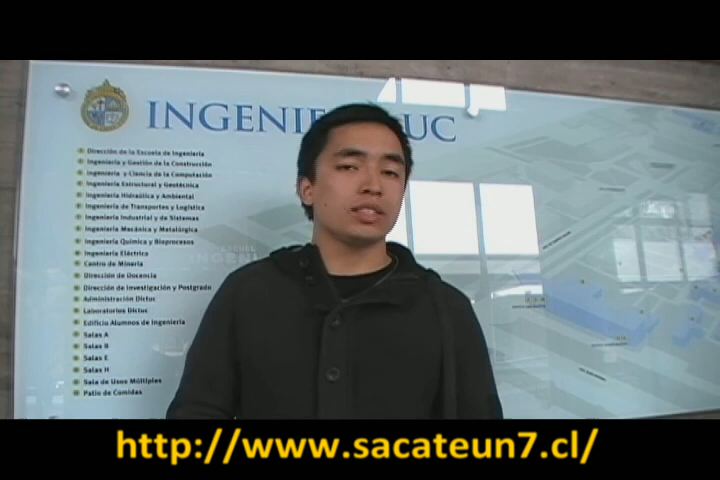 INGENIE UC
Dirección de la Escuela de Ingeniería
Ingeniería y Gestión de la Construcción
Ingeniería y Ciencia de la Computación
Ingeniería Estructural y Geotécnica
Ingeniería Hidráulica y Ambiental
Ingeniería de Transportes y Logística
Ingeniería Industrial y de Sistemas
Ingeniería Mecánica y Metalúrgica
Ingeniería Química y Bioprocesos
Ingeniería Eléctrica
Centro de Minería
Dirección de Docencia
Dirección de Investigación y Postgrado
Administración Dictuc
Laboratorios Dictuc
Edificio Alumnos de Ingeniería
Salas A
Salas B
Salas E
Salas H
Sala de Usos Múltiples
Patio de Comidas
http://www.sacateun7.cl/